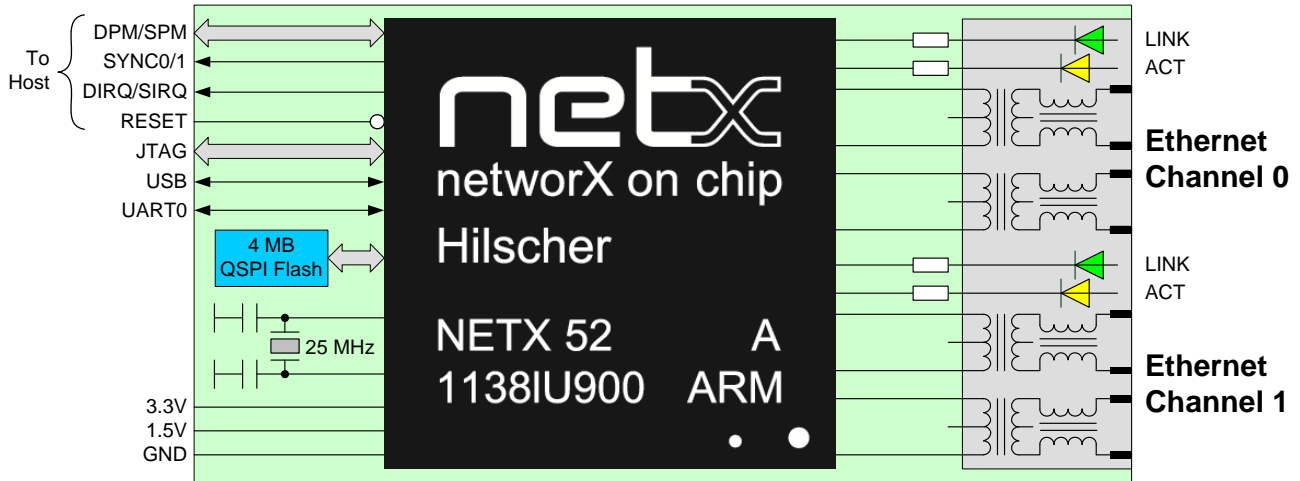 To
Host
DPM/SPM
SYNC0/1
DIRQ/SIRQ
RESET
JTAG
USB
UART0
4 MB
QSPI Flash
25 MHz
3.3V
1.5V
GND
netx
networX on chip
Hilscher
NETX 52 A
1138IU900 ARM
LINK
ACT
Ethernet
Channel 0
LINK
ACT
Ethernet
Channel 1